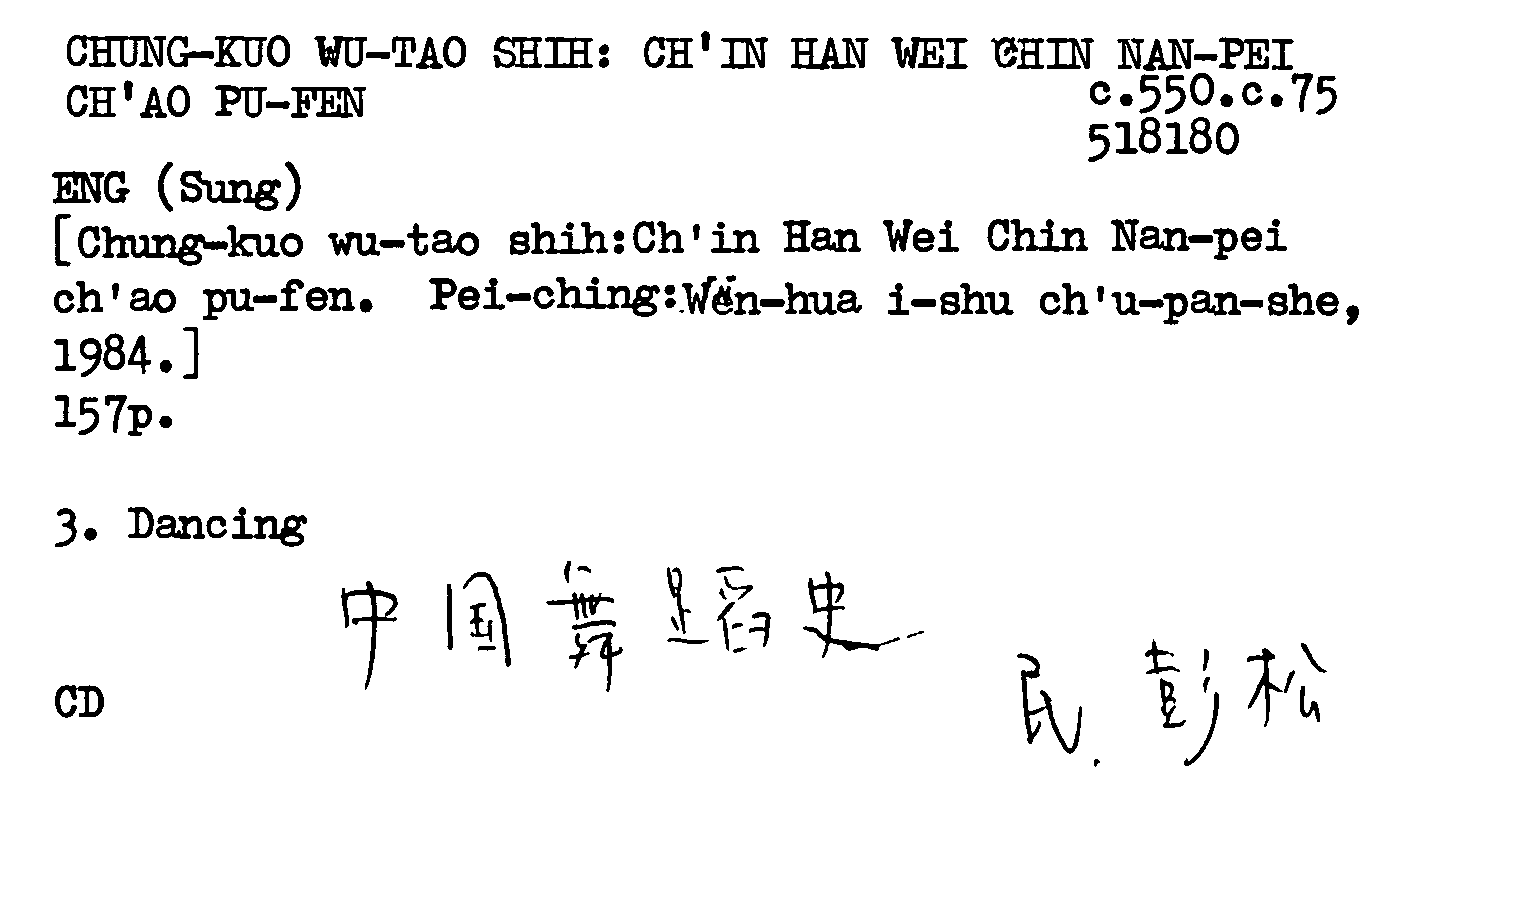 CHUNG-KUO WU-TAO SHIH: CH'IN HAN WEI CHIN NAN-PEI
CH'AO PU-FEN
c.550.c.75
518180
ENG (Sung)
[Chung-kuo wu-tao shih:Ch'in Han Wei Chin Nan-pei
ch'ao pu-fen. Pei-ching:Wen-hua i-shu ch'u-pan-she,
1984.]
157p.
3. Dancing
中国舞蹈史
CD
民. 彭松